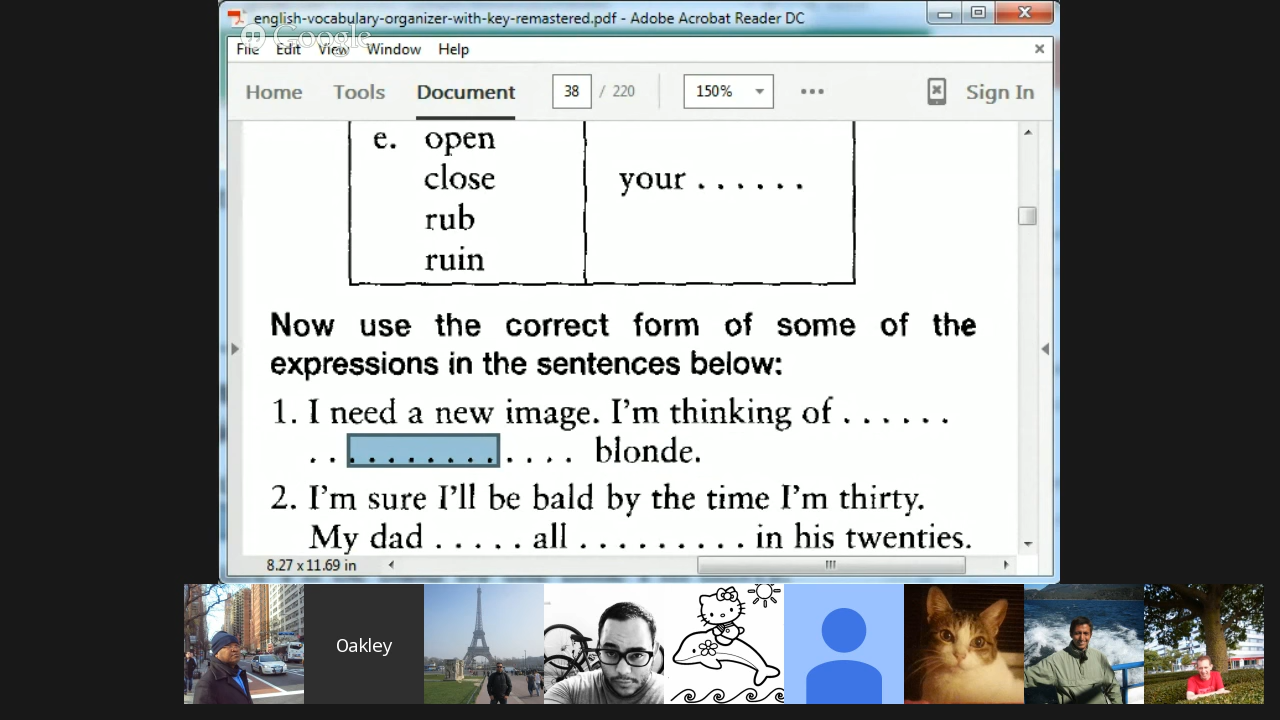 english-vocabulary-organizer-with-key-remastered.pdf - Adobe Acrobat Reader DC
Google
File Edit View Window Help
Home Tools Document 38 / 220 150% ••• Sign In
e. open
close your . . . . . .
rub
ruin
Now use the correct form of some of the
expressions in the sentences below:
1. I need a new image. I'm thinking of . . . . . .
. . . . . . . . . . . . . . . blonde.
2. I'm sure I'll be bald by the time I'm thirty.
My dad . . . . . all . . . . . . . . . in his twenties.
8.27 x 11.69 in
Oakley